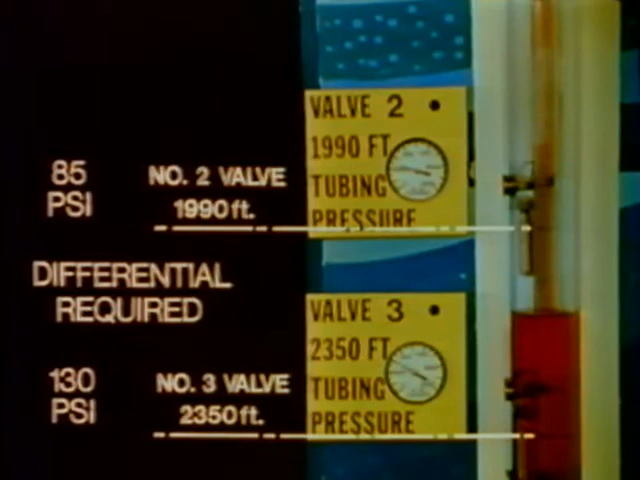 VALVE 2
1990 FT
TUBING
PRESSURE
85
PSI
NO. 2 VALVE
1990 ft.
DIFFERENTIAL
REQUIRED
VALVE 3
2350 FT
TUBING
PRESSURE
130
PSI
NO. 3 VALVE
2350 ft.